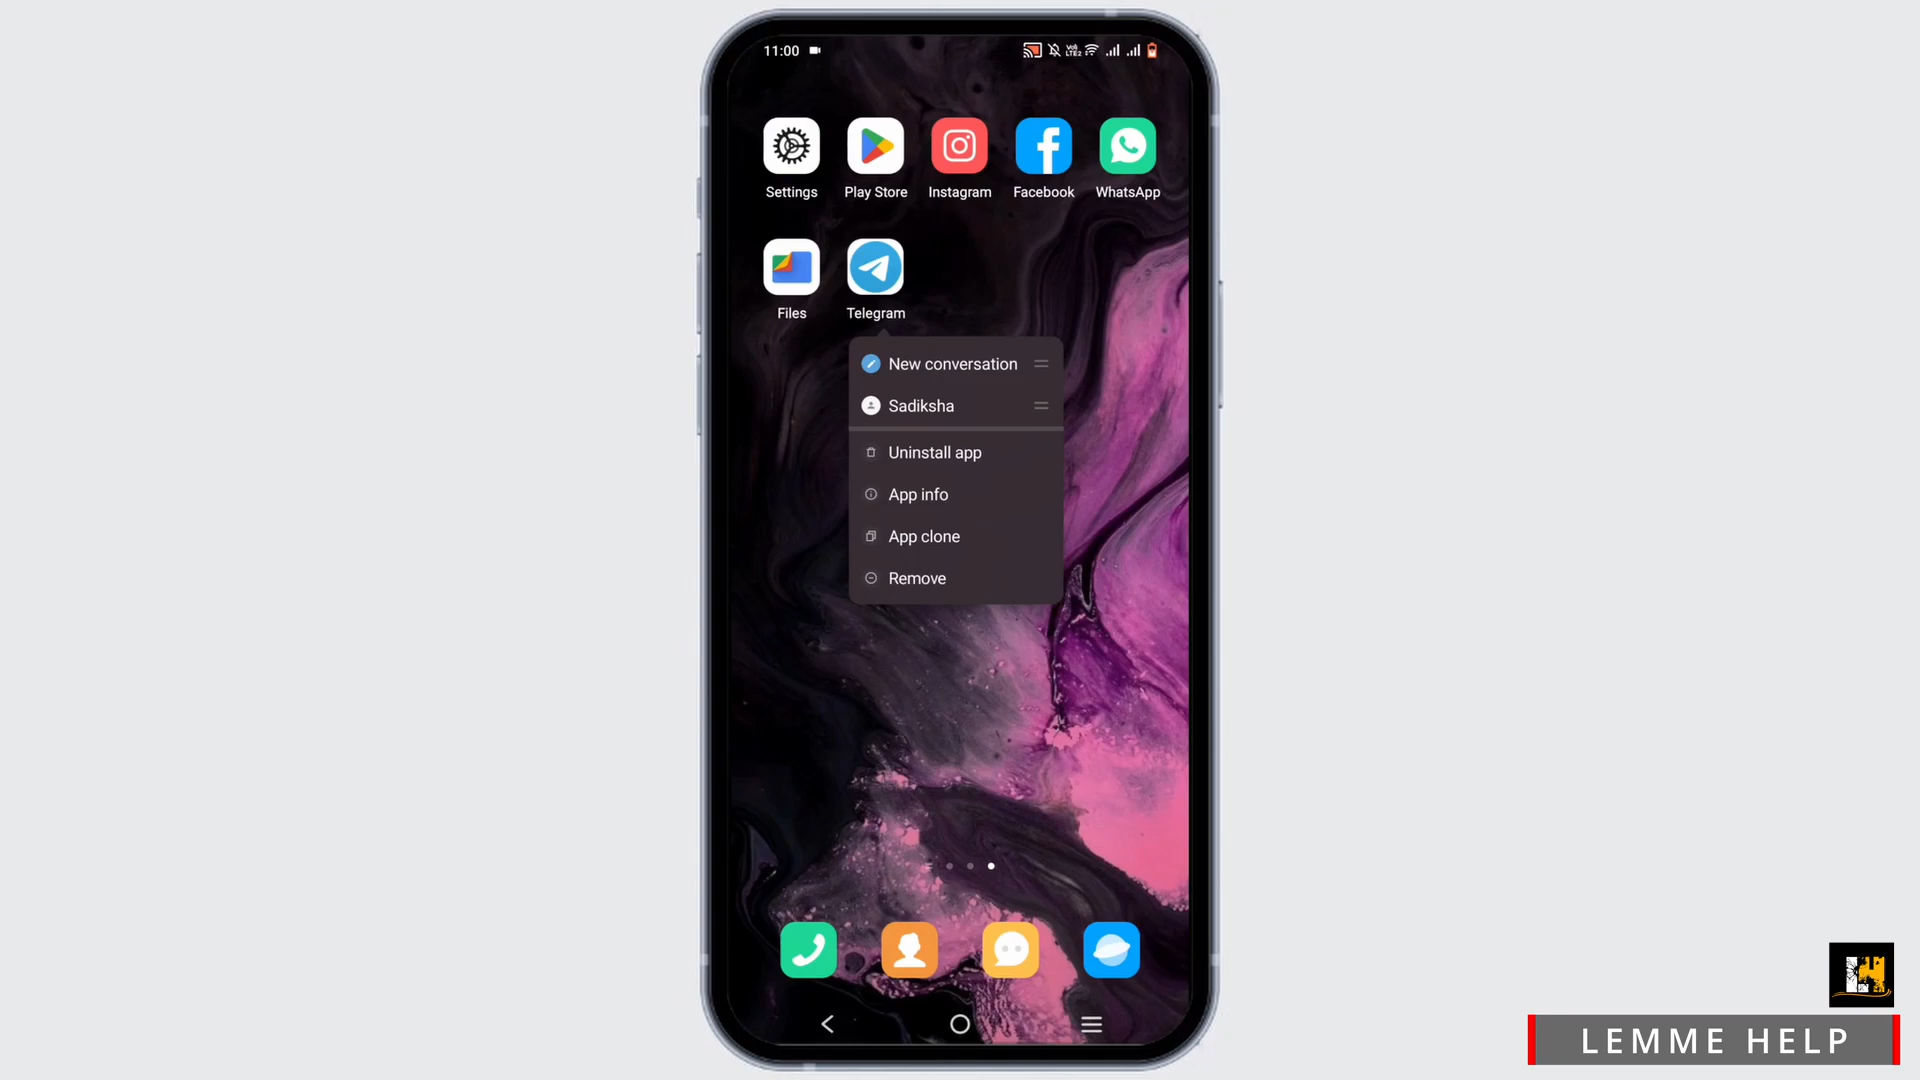 11:00
Settings Play Store Instagram Facebook WhatsApp
Files Telegram
New conversation
Sadiksha
Uninstall app
App info
App clone
Remove
LEMME HELP